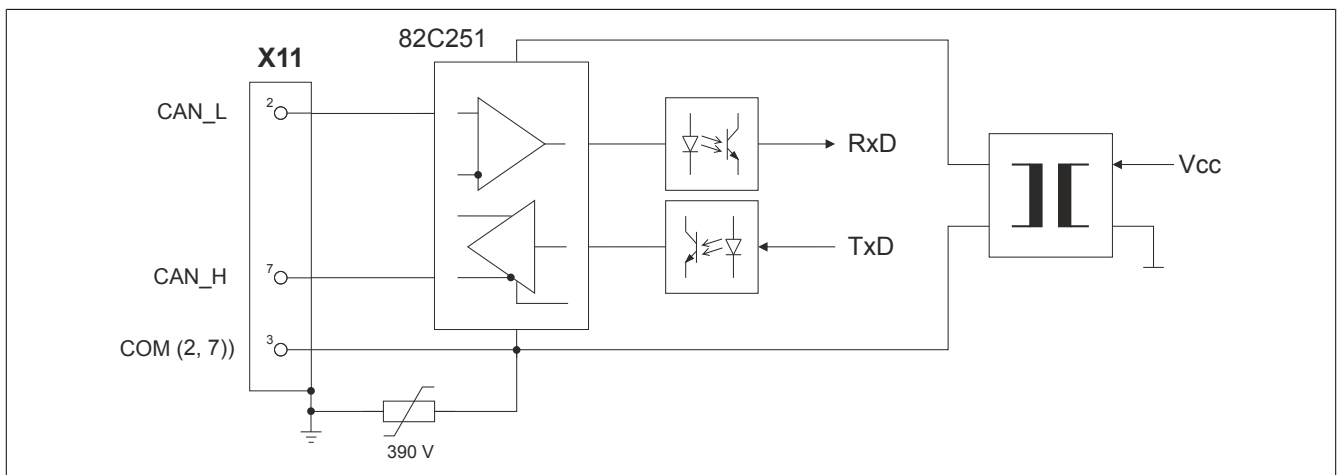 82C251
X11
CAN_L
2
RxD
Vcc
TxD
CAN_H
7
COM (2, 7))
3
390 V